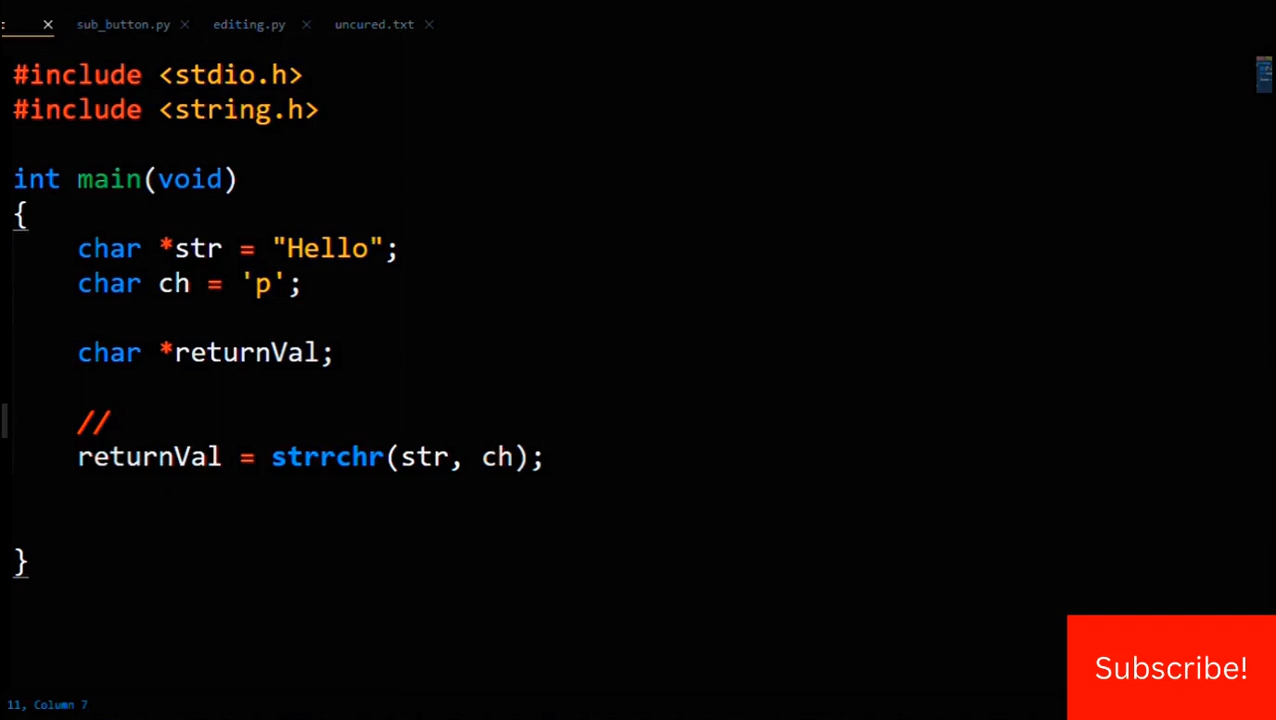 sub_button.py editing.py uncured.txt
#include <stdio.h>
#include <string.h>
int main(void)
{
char *str = "Hello";
char ch = 'p';
char *returnVal;
//
returnVal = strrchr(str, ch);
}
Subscribe!
11, Column 7